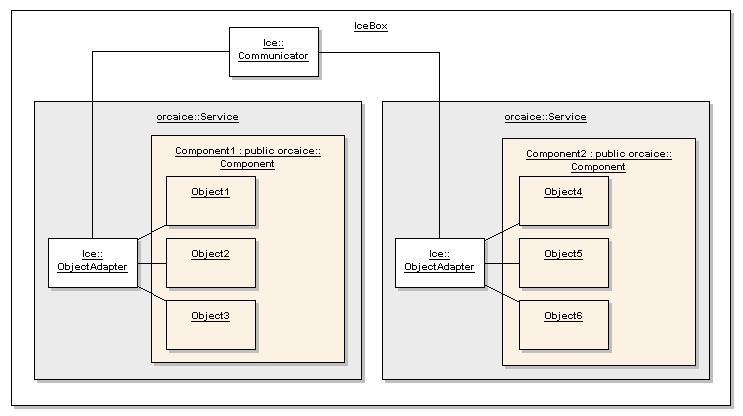 IceBox
Ice::
Communicator
orcaice::Service
Component1 : public orcaice::
Component
Object1
Object2
Object3
Ice::
ObjectAdapter
orcaice::Service
Component2 : public orcaice::
Component
Object4
Object5
Object6
Ice::
ObjectAdapter